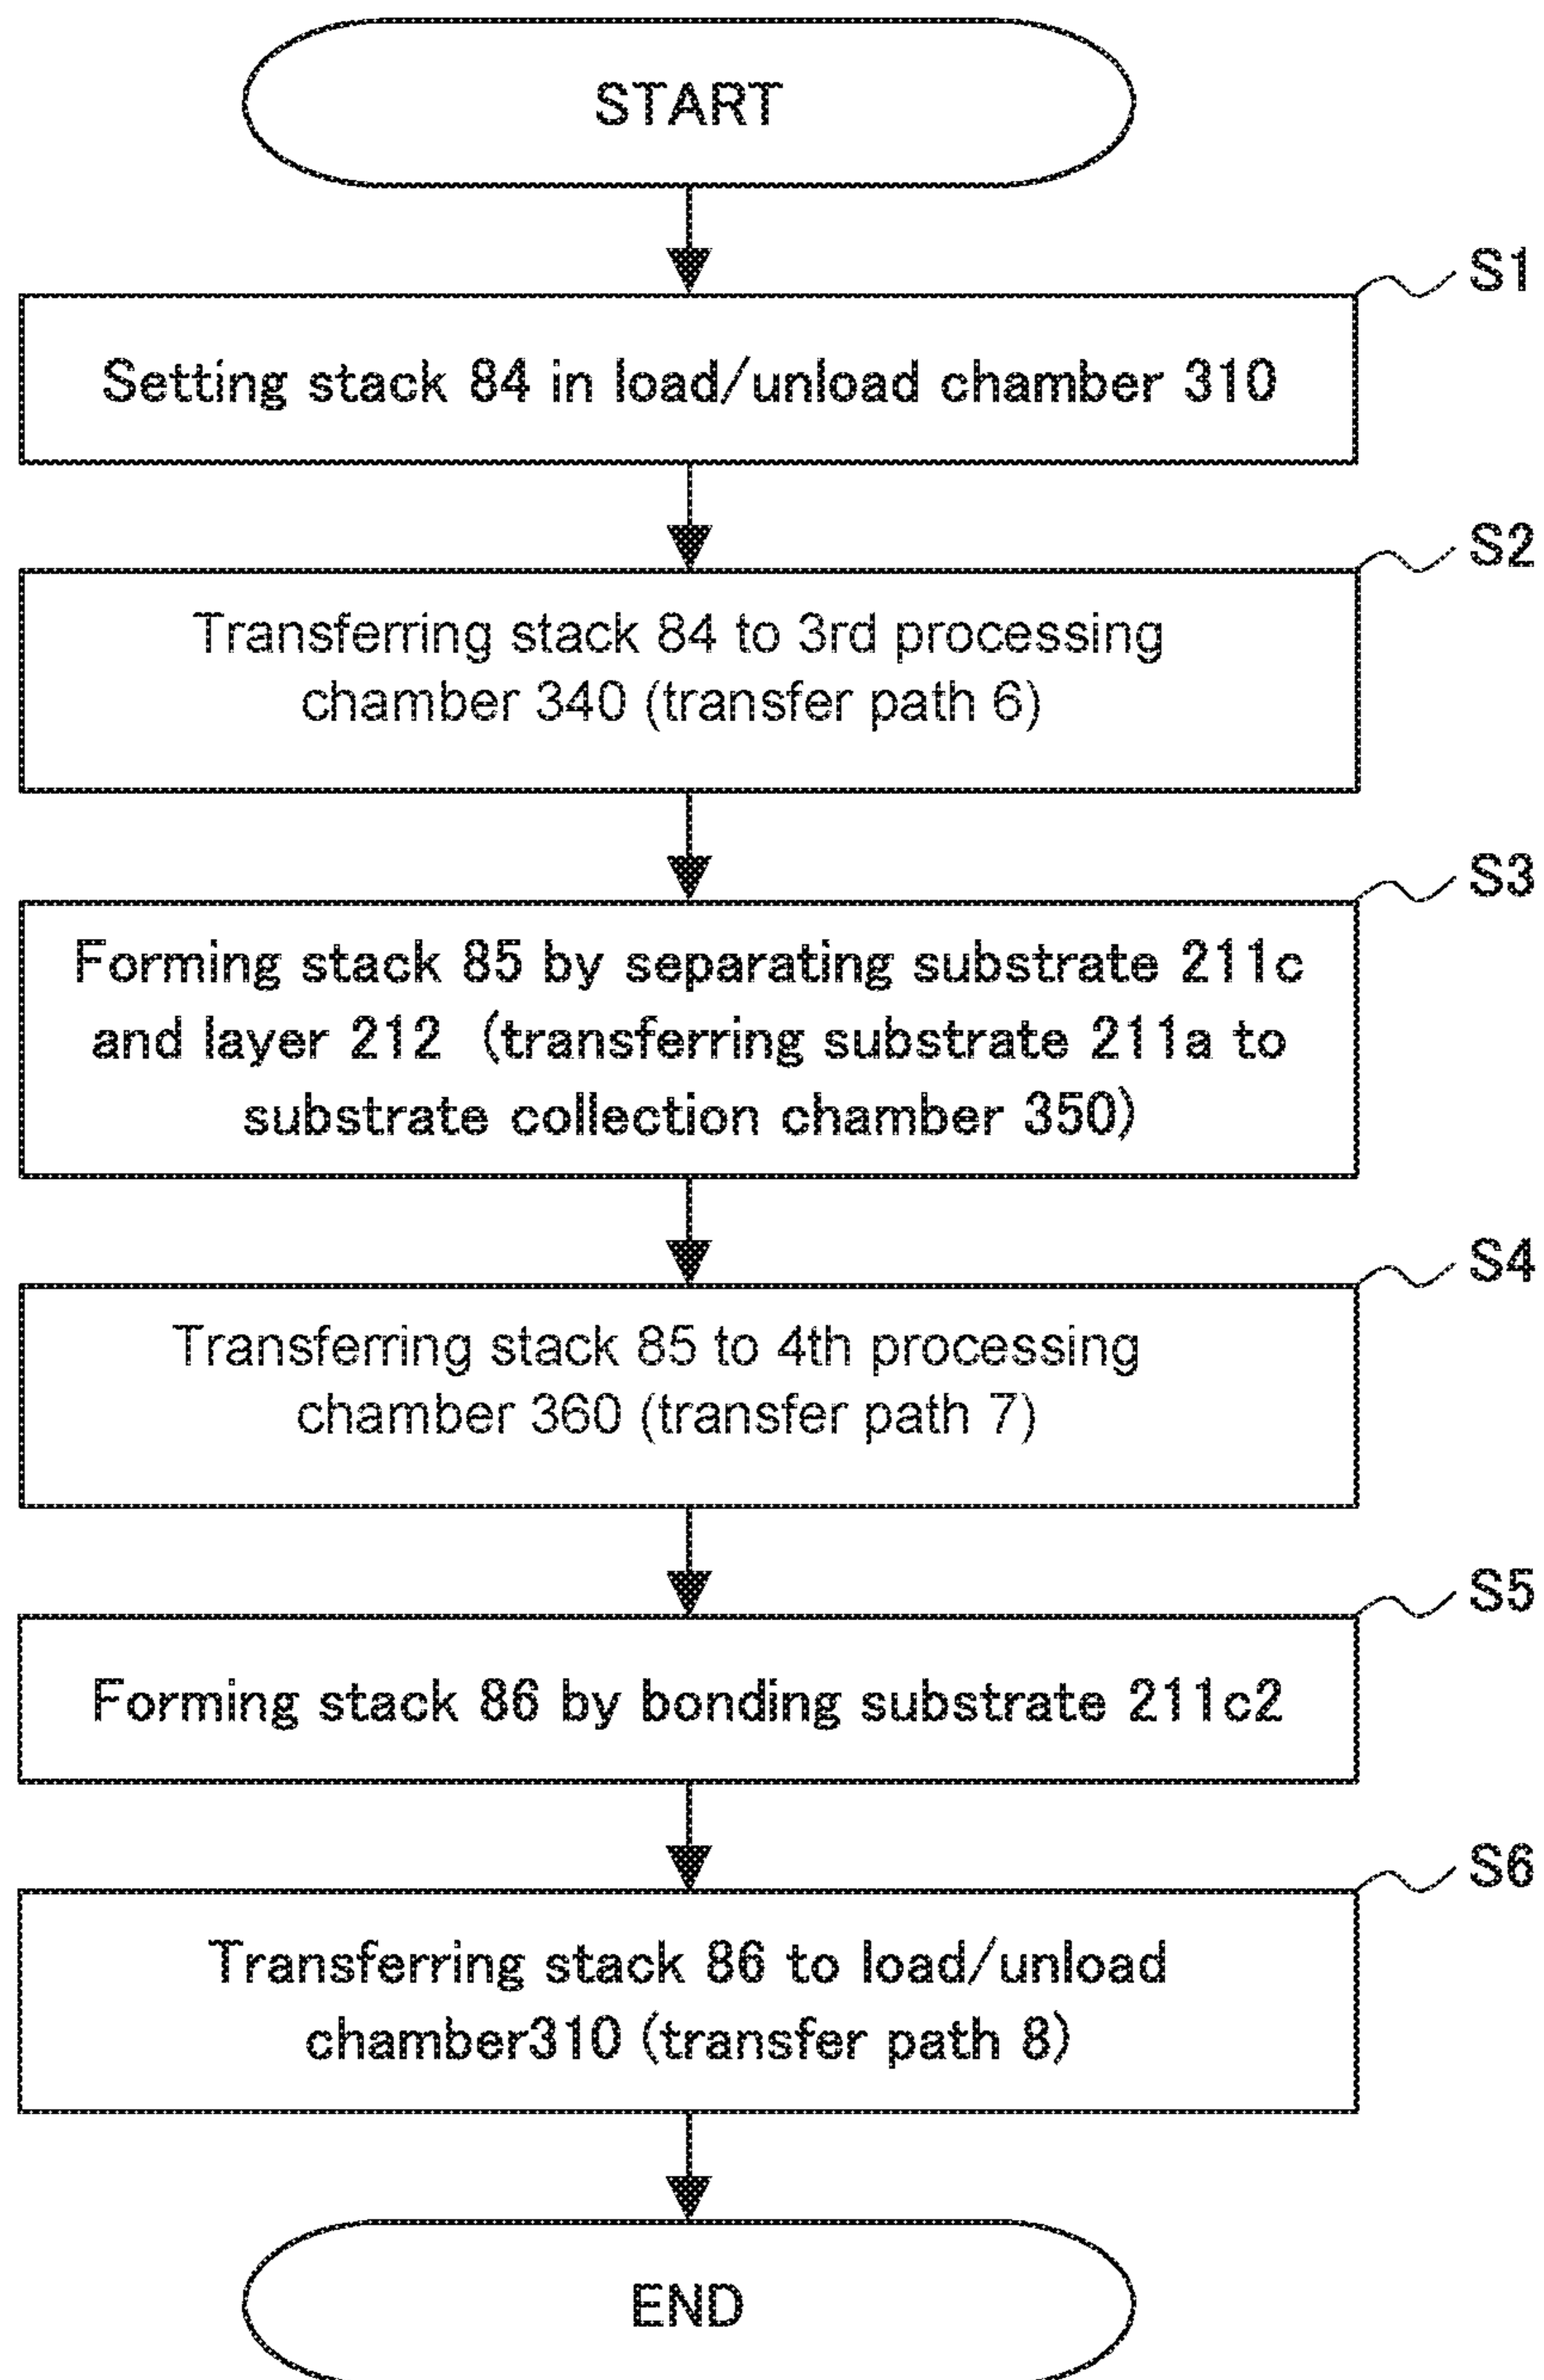 START
S1
Setting stack 84 in load/unload chamber 310
S2
Transferring stack 84 to 3rd processing
chamber 340 (transfer path 6)
S3
Forming stack 85 by separating substrate 211c
and layer 212 (transferring substrate 211a to
substrate collection chamber 350)
S4
Transferring stack 85 to 4th processing
chamber 360 (transfer path 7)
S5
Forming stack 86 by bonding substrate 211c2
S6
Transferring stack 86 to load/unload
chamber310 (transfer path 8)
END